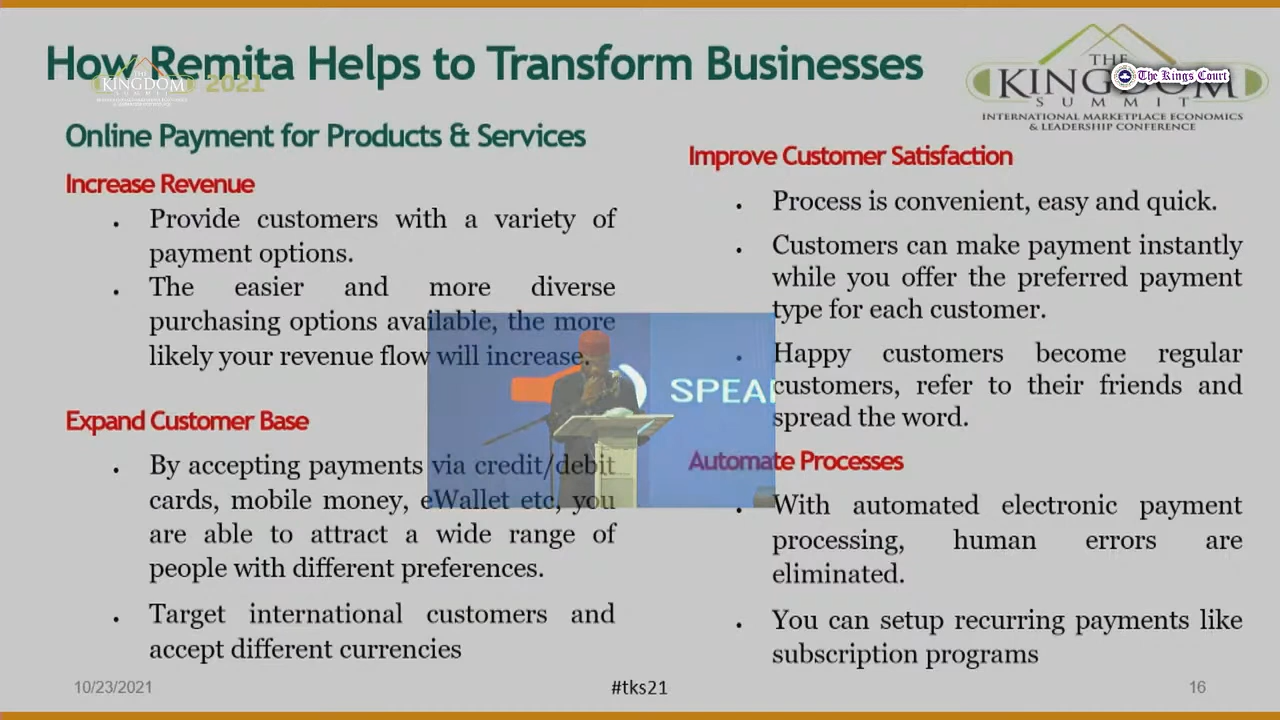 How Remita Helps to Transform Businesses
THE
KINGDOM
2021
THE
KINGDOM
SUMMIT
INTERNATIONAL MARKETPLACE ECONOMICS
& LEADERSHIP CONFERENCE
The Kings Court
Online Payment for Products & Services
Increase Revenue
Provide customers with a variety of
payment options.
The easier and more diverse
purchasing options available, the more
likely your revenue flow will increase.
Expand Customer Base
By accepting payments via credit/debit
cards, mobile money, eWallet etc, you
are able to attract a wide range of
people with different preferences.
Target international customers and
accept different currencies
Improve Customer Satisfaction
Process is convenient, easy and quick.
Customers can make payment instantly
while you offer the preferred payment
type for each customer.
Happy customers become regular
customers, refer to their friends and
spread the word.
Automate Processes
With automated electronic payment
processing, human errors are
eliminated.
You can setup recurring payments like
subscription programs
SPEA
10/23/2021
#tks21
16